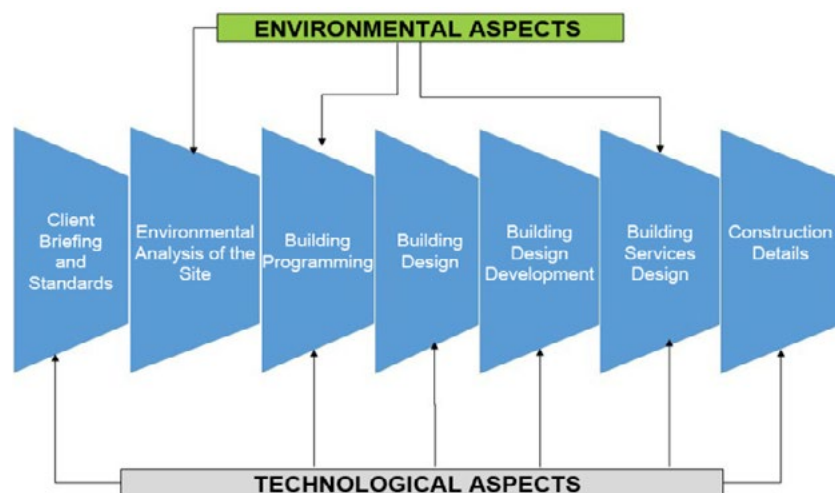 ENVIRONMENTAL ASPECTS
Client
Briefing
and
Standards
Environmental
Analysis of the
Site
Building
Programming
Building
Design
Building
Design
Development
Building
Services
Design
Construction
Details
TECHNOLOGICAL ASPECTS